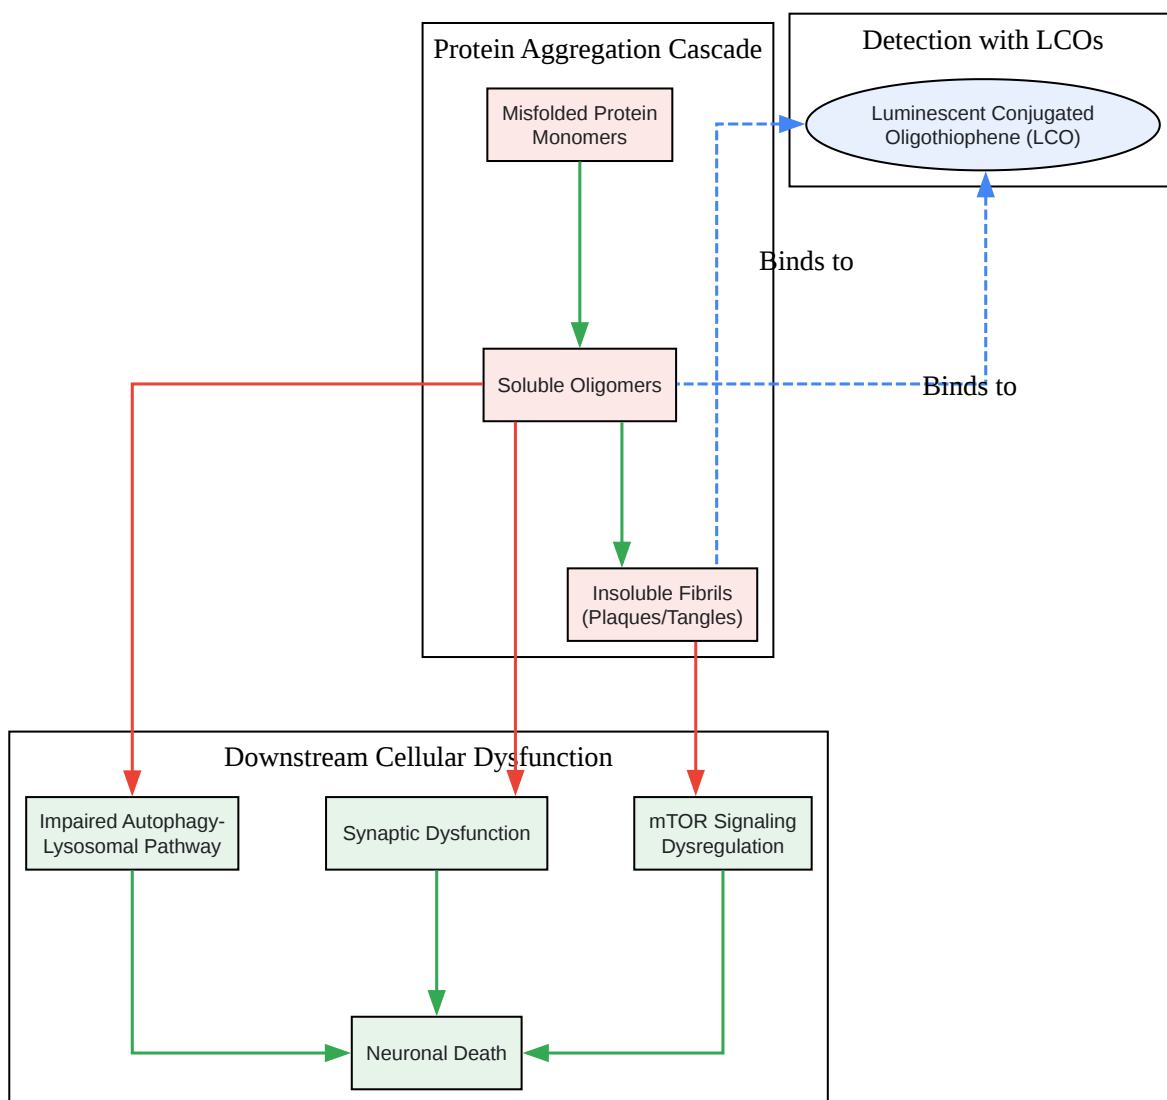 Protein Aggregation Cascade
Detection with LCOs
Misfolded Protein
Monomers
Luminescent Conjugated
Oligothiophene (LCO)
Binds to
Soluble Oligomers
Binds to
Insoluble Fibrils
(Plaques/Tangles)
Downstream Cellular Dysfunction
Impaired Autophagy-
Lysosomal Pathway
Synaptic Dysfunction
mTOR Signaling
Dysregulation
Neuronal Death